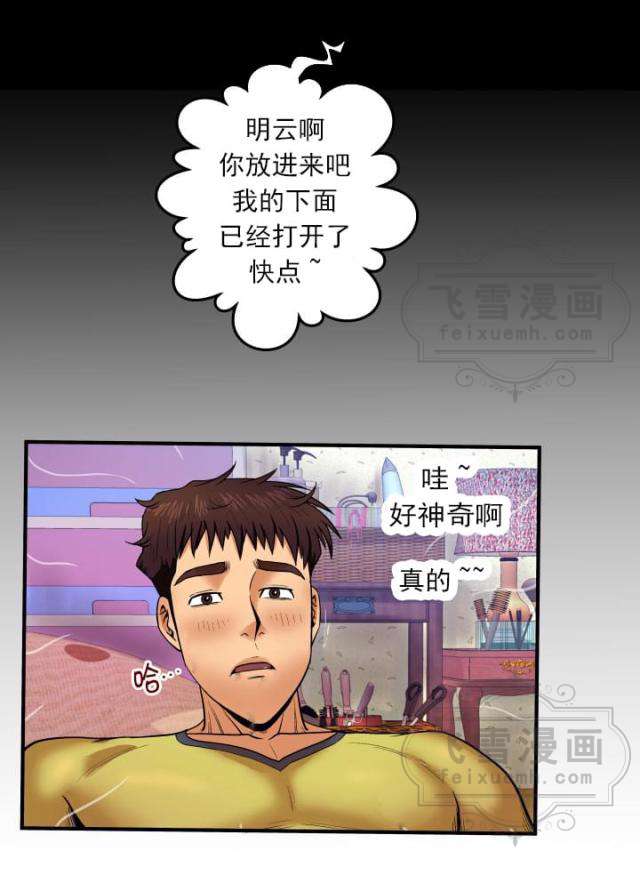 明云啊
你放进来吧
我的下面
已经打开了
快点~
飞雪漫画
feixuemh.com
哇~
好神奇啊
真的~~
哈…
飞雪漫画
feixuemh.com